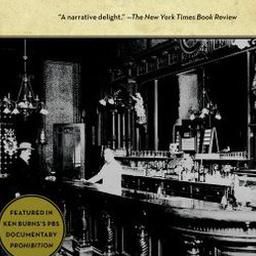 "A narrative delight." —The New York Times Book Review
FEATURED IN
KEN BURNS'S PBS
DOCUMENTARY
PROHIBITION